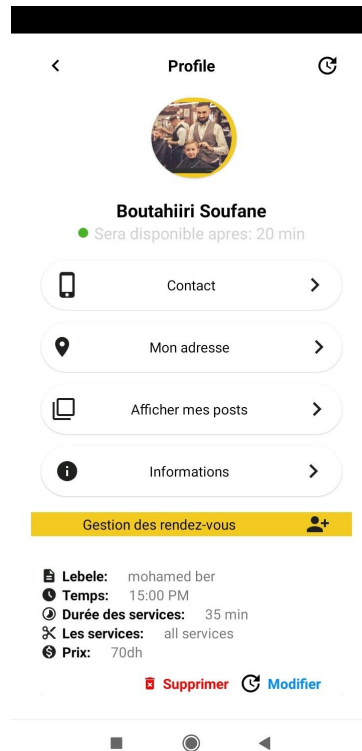 Profile
Boutahiiri Soufane
Sera disponible apres: 20 min
Contact
Mon adresse
Afficher mes posts
Informations
Gestion des rendez-vous
Lebele: mohamed ber
Temps: 15:00 PM
Durée des services: 35 min
Les services: all services
Prix: 70dh
Supprimer Modifier